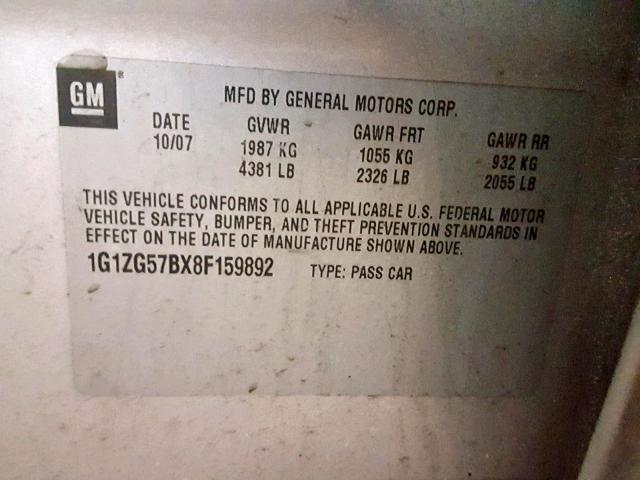 GM ®
MFD BY GENERAL MOTORS CORP.
DATE GVWR GAWR FRT GAWR RR
10/07 1987 KG 1055 KG 932 KG
4381 LB 2326 LB 2055 LB
THIS VEHICLE CONFORMS TO ALL APPLICABLE U.S. FEDERAL MOTOR
VEHICLE SAFETY, BUMPER, AND THEFT PREVENTION STANDARDS IN
EFFECT ON THE DATE OF MANUFACTURE SHOWN ABOVE.
1G1ZG57BX8F159892 TYPE: PASS CAR